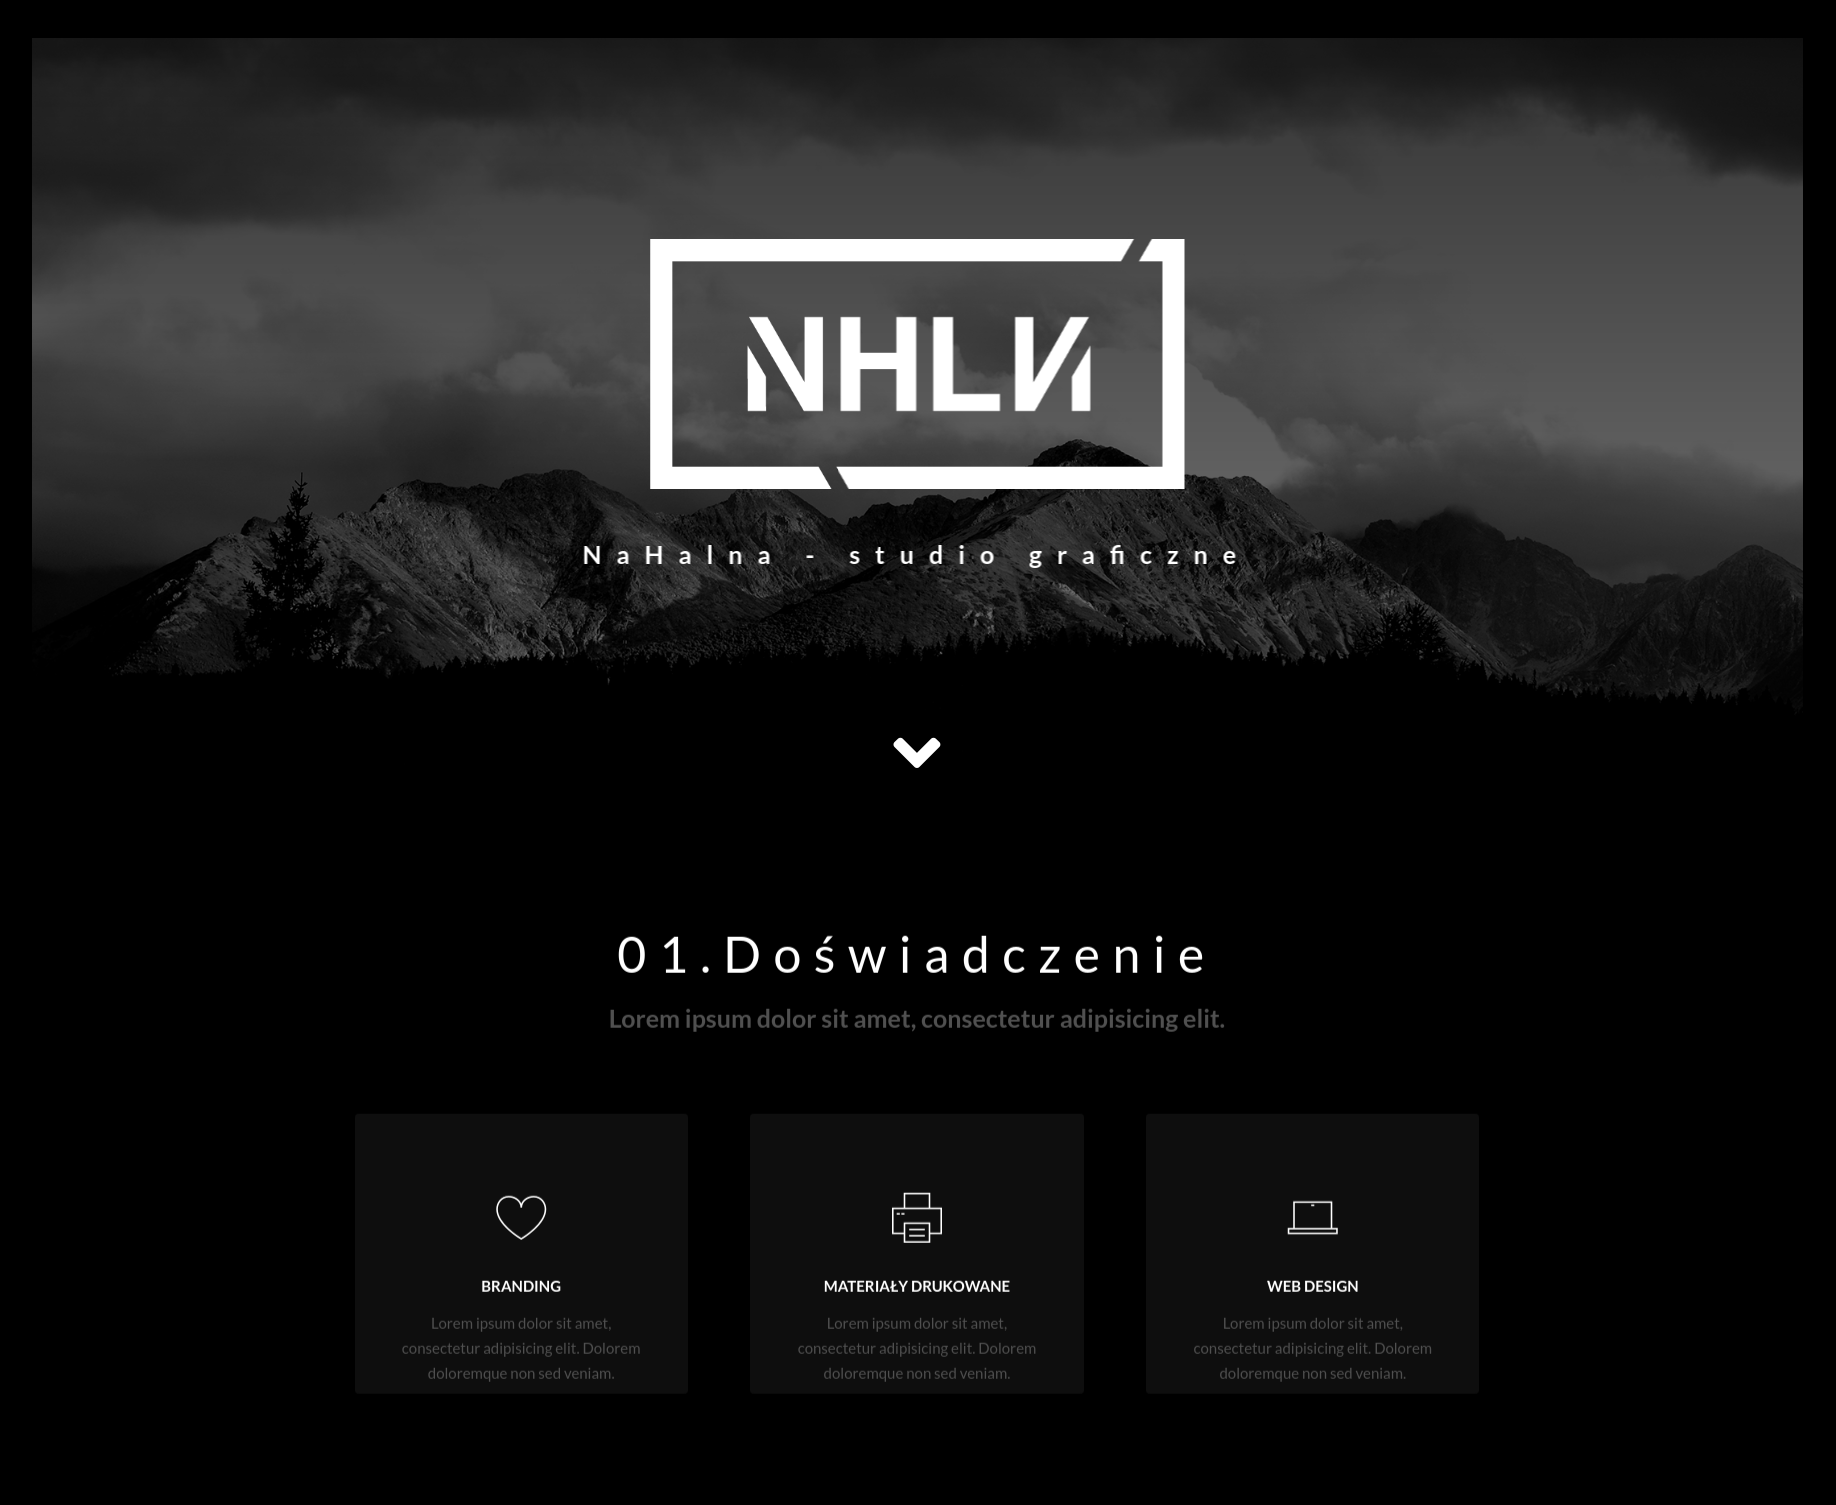 NHLN
NaHalna - studio graficzne
01.Doświadczenie
Lorem ipsum dolor sit amet, consectetur adipisicing elit.
BRANDING
Lorem ipsum dolor sit amet,
consectetur adipisicing elit. Dolorem
doloremque non sed veniam.
MATERIAŁY DRUKOWANE
Lorem ipsum dolor sit amet,
consectetur adipisicing elit. Dolorem
doloremque non sed veniam.
WEB DESIGN
Lorem ipsum dolor sit amet,
consectetur adipisicing elit. Dolorem
doloremque non sed veniam.